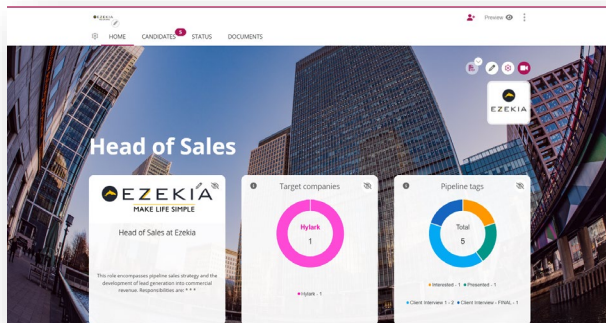 EZEKIA
Preview
HOME
CANDIDATES 5
STATUS
DOCUMENTS
EZEKIA
Head of Sales
EZEKIA
MAKE LIFE SIMPLE
Head of Sales at Ezekia
This role encompasses pipeline sales strategy and the
development of lead generation into commercial
revenue. Responsibilities are: * * *
Target companies
Hylark
1
Hylark - 1
Pipeline tags
Total
5
Interested - 1 Presented - 1
Client Interview 1 - 2 Client Interview - FINAL - 1